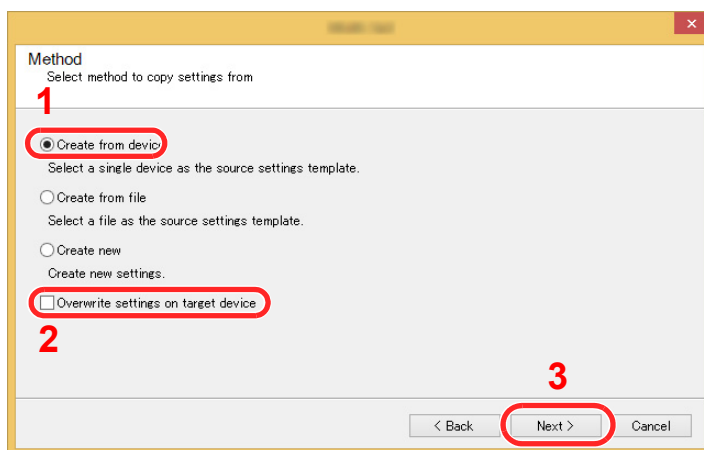 Method
Select method to copy settings from
1
Create from device
Select a single device as the source settings template.
Create from file
Select a file as the source settings template.
Create new
Create new settings.
Overwrite settings on target device
2
3
< Back Next > Cancel